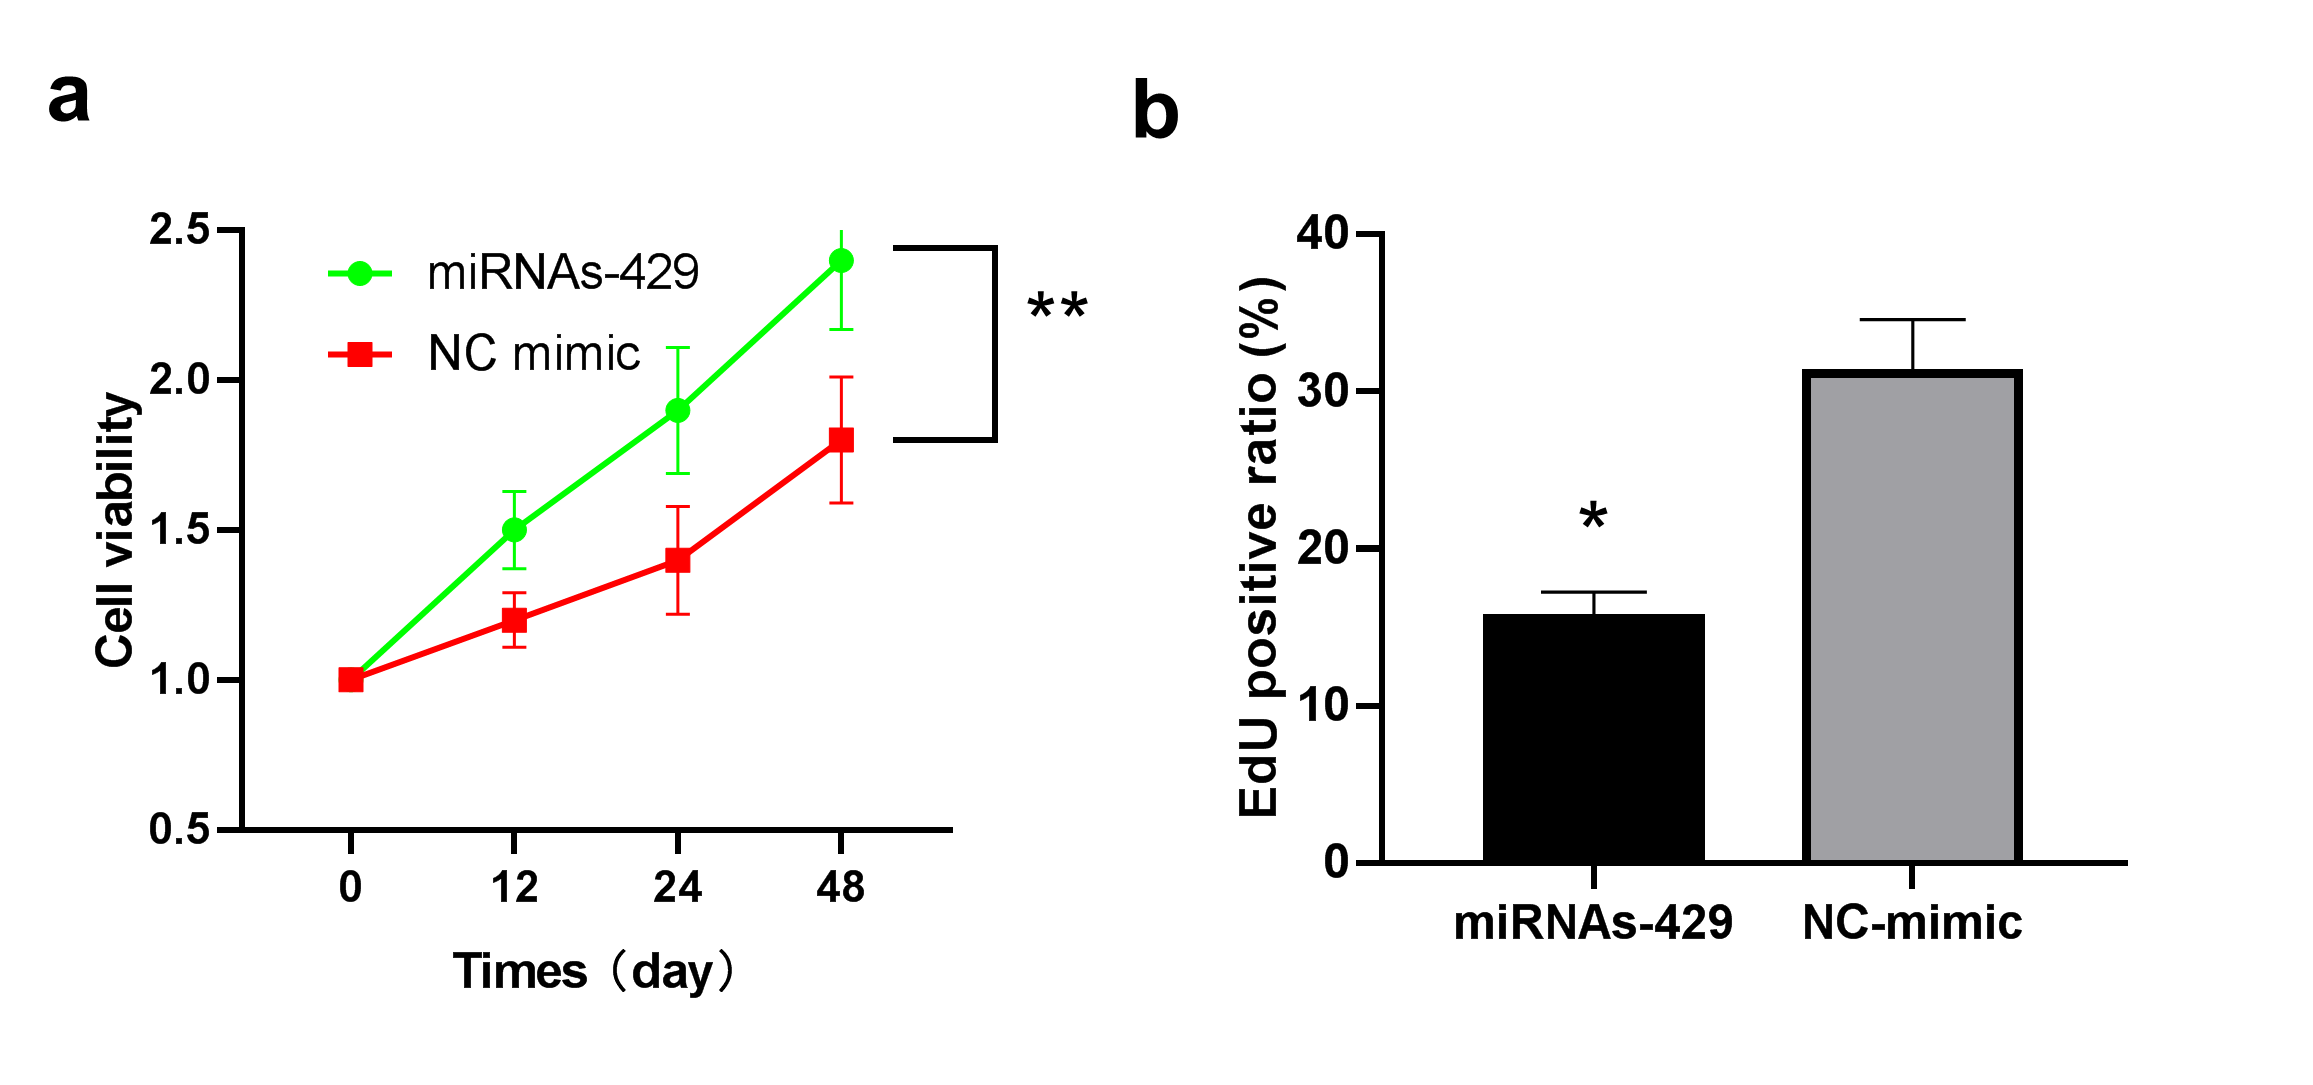 a
2.5
2.0
1.5
1.0
0.5
Cell viability
miRNAs-429
NC mimic
**
0 12 24 48
Times（day）
b
40
30
20
10
0
EdU positive ratio (%)
*
miRNAs-429 NC-mimic